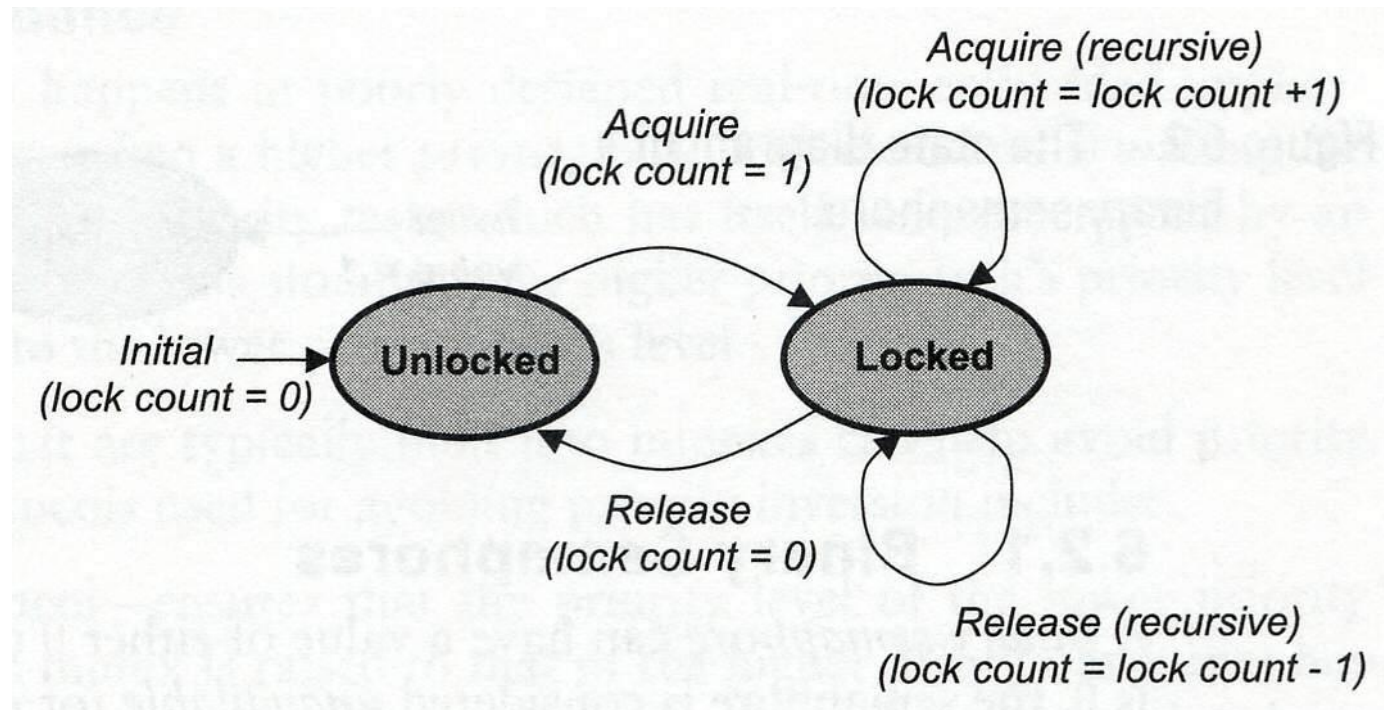 Acquire (recursive)
(lock count = lock count +1)
Acquire
(lock count = 1)
Initial
(lock count = 0)
Unlocked
Locked
Release
(lock count = 0)
Release (recursive)
(lock count = lock count - 1)